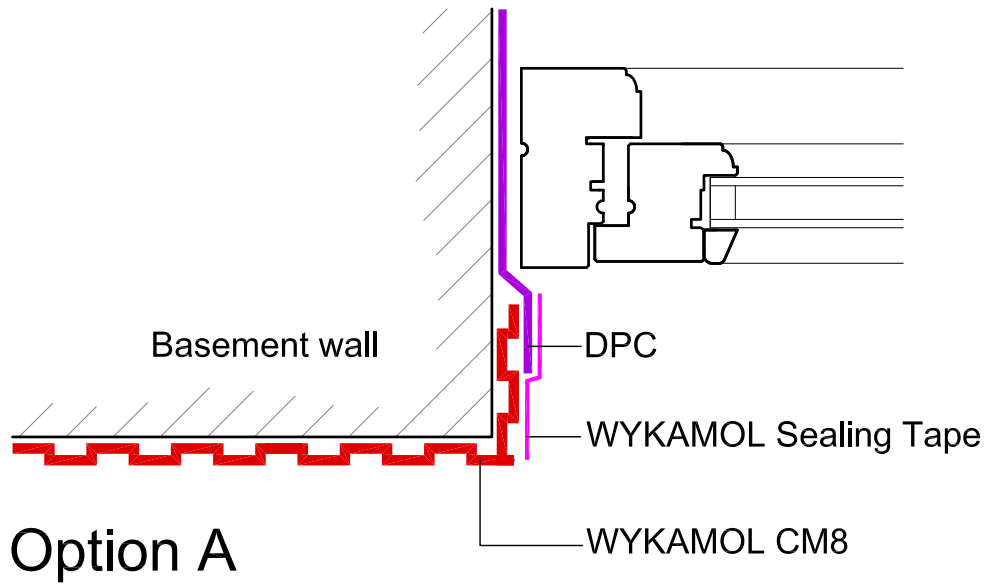 Basement wall
DPC
WYKAMOL Sealing Tape
WYKAMOL CM8
Option A